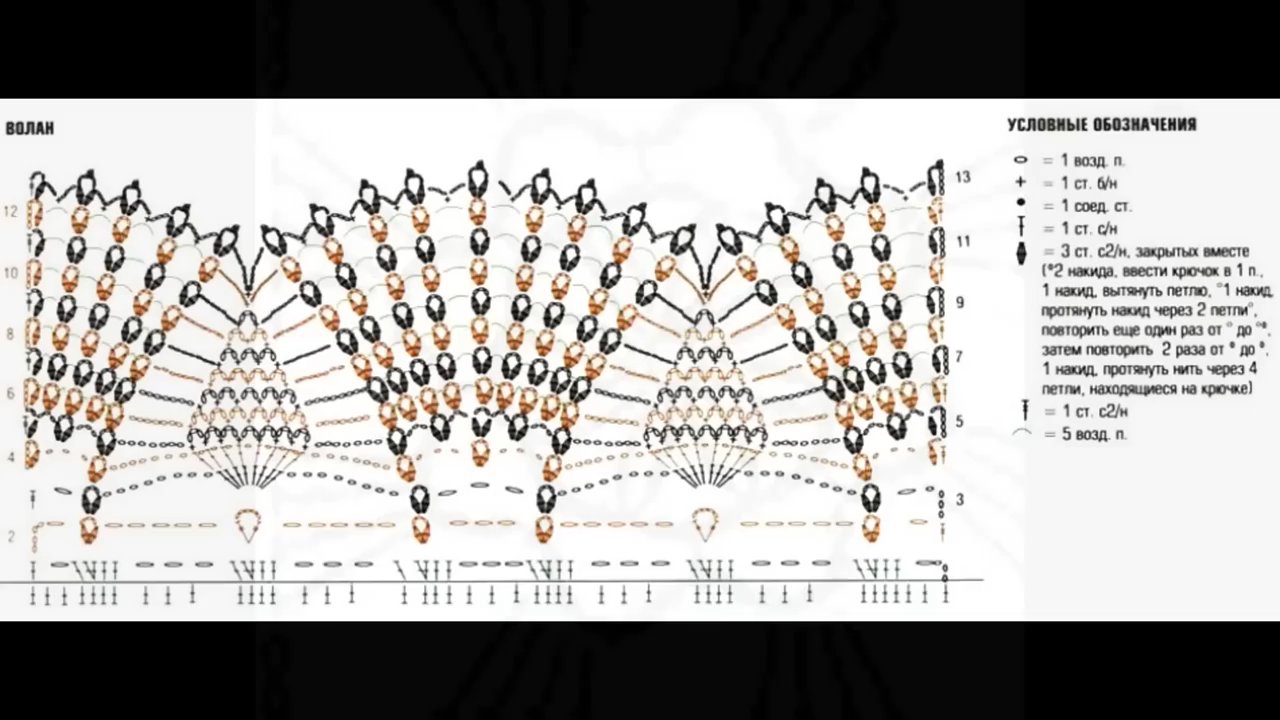 ВОЛАН
12
10
8
6
4
2
13
11
9
7
5
3
УСЛОВНЫЕ ОБОЗНАЧЕНИЯ
= 1 возд. п.
= 1 ст. б/н
= 1 соед. ст.
= 1 ст. с/н
= 3 ст. с2/н, закрытых вместе
(*2 накида, ввести крючок в 1 п.,
1 накид, вытянуть петлю, °1 накид,
протянуть накид через 2 петли°,
повторить еще один раз от ° до °*,
затем повторить 2 раза от * до *,
1 накид, протянуть нить через 4
петли, находящиеся на крючке)
= 1 ст. с2/н
= 5 возд. п.